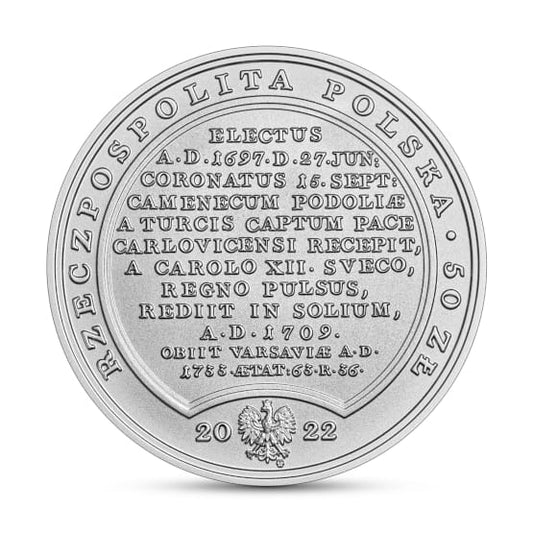 RZECZPOSPOLITA POLSKA · 50 ZŁ
ELECTUS
A.D.1697.D.27.JUN:
CORONATUS 15.SEPT:
CAMENECUM PODOLIÆ
A TURCIS CAPTUM PACE
CARLOVICENSI RECEPIT,
A CAROLO XII. SVECO,
REGNO PULSUS,
REDIIT IN SOLIUM,
A.D.1709.
OBIIT VARSAVIÆ A.D.
1733.ÆTAT:63.R.36.
20 22